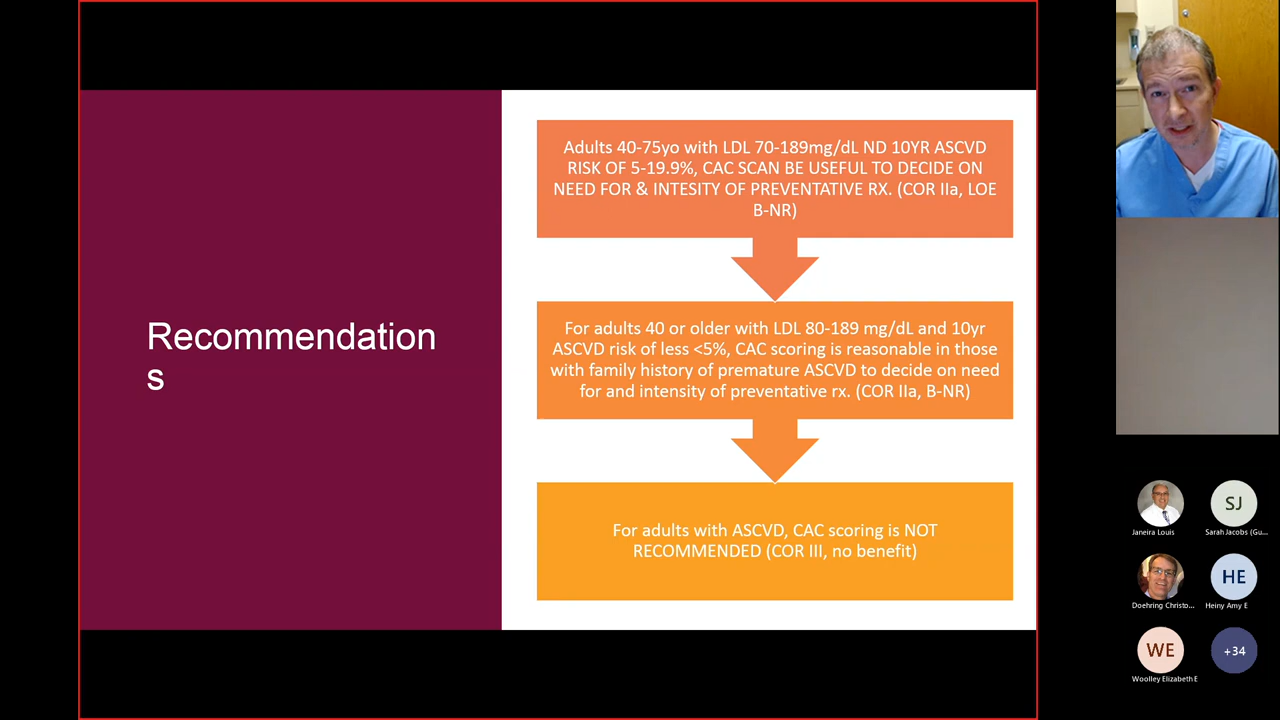 Recommendation
s
Adults 40-75yo with LDL 70-189mg/dL ND 10YR ASCVD
RISK OF 5-19.9%, CAC SCAN BE USEFUL TO DECIDE ON
NEED FOR & INTESITY OF PREVENTATIVE RX. (COR IIa, LOE
B-NR)
For adults 40 or older with LDL 80-189 mg/dL and 10yr
ASCVD risk of less <5%, CAC scoring is reasonable in those
with family history of premature ASCVD to decide on need
for and intensity of preventative rx. (COR IIa, B-NR)
For adults with ASCVD, CAC scoring is NOT
RECOMMENDED (COR III, no benefit)
SJ
Janeira Louis
Sarah Jacobs (Gu...
HE
Doehring Christo...
Heiny Amy E
WE
+34
Woolley Elizabeth E